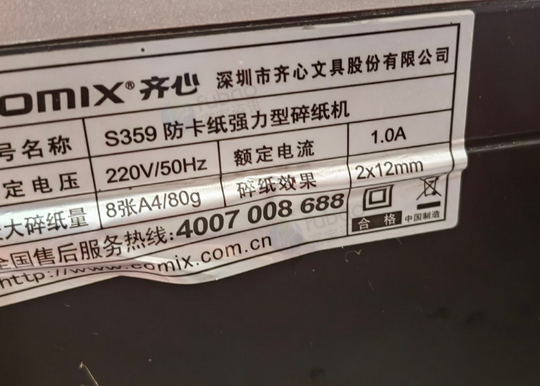 omix®齐心 深圳市齐心文具股份有限公司
号名称 S359 防卡纸强力型碎纸机
定电压 220V/50Hz 额定电流 1.0A
大碎纸量 8张A4/80g 碎纸效果 2x12mm
全国售后服务热线:4007 008 688 合格 中国制造
http://www.comix.com.cn